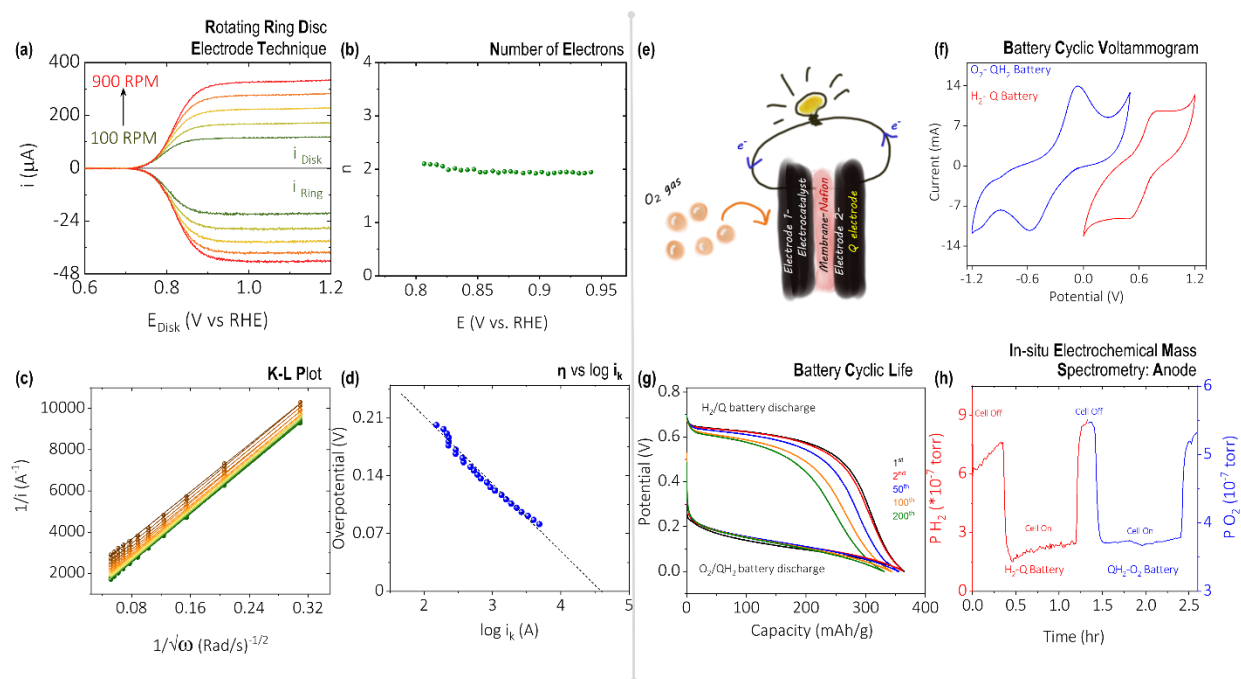 (a)
Rotating Ring Disc
Electrode Technique
400
200
0
-24
-48
i (µA)
900 RPM
100 RPM
i Disk
i Ring
0.6
0.8
1.0
1.2
E Disk (V vs RHE)
(b)
Number of Electrons
4
3
2
1
0
n
0.8
0.85
0.9
0.95
E (V vs. RHE)
(c)
K-L Plot
10000
8000
6000
4000
2000
1/i (A⁻¹)
0.08
0.16
0.24
0.32
1/√ω (Rad/s)⁻¹/²
(d)
η vs log iₖ
0.21
0.14
0.07
0
Overpotential (V)
2
3
4
5
log iₖ (A)
(e)
e⁻
e⁻
O₂ gas
Electrode 1-
Electrocatalyst
Membrane-Nafion
Electrode 2-
Q electrode
(f)
Battery Cyclic Voltammogram
O₂- QH₂ Battery
H₂- Q Battery
14
7
0
-7
-14
Current (mA)
-1.2
-0.6
0.0
0.6
1.2
Potential (V)
(g)
Battery Cyclic Life
0.8
0.6
0.4
0.2
0.0
Potential (V)
H₂/Q battery discharge
1ˢᵗ
2ⁿᵈ
50ᵗʰ
100ᵗʰ
200ᵗʰ
O₂/QH₂ battery discharge
0
100
200
300
400
Capacity (mAh/g)
(h)
In-situ Electrochemical Mass
Spectrometry: Anode
9
6
3
0
P H₂ (*10⁻⁷ torr)
Cell Off
Cell Off
Cell On
Cell On
H₂-Q Battery
QH₂-O₂ Battery
6
5
4
3
P O₂ (10⁻⁷ torr)
0.0
0.5
1.0
1.5
2.0
2.5
Time (hr)